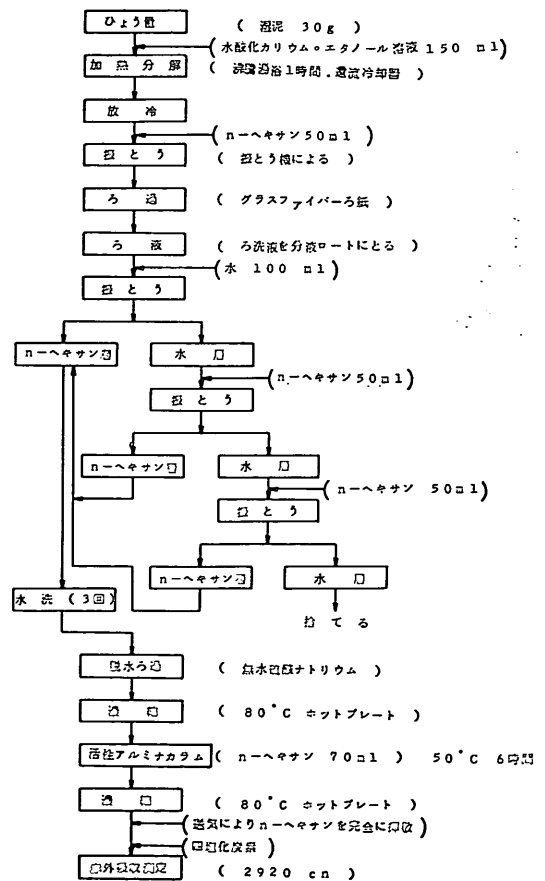 ひょう量 ( 湿泥 30g )
(水酸化カリウム・エタノール溶液 150 ml)
加熱分解 ( 1時間・還流冷却器 )
放冷
(n-ヘキサン50ml)
振とう ( 振とう機による )
ろ過 ( グラスファイバーろ紙 )
ろ液 ( ろ洗液を分液ロートにとる )
(水 100 ml)
振とう
n-ヘキサン層 水層
(n-ヘキサン50ml)
振とう
n-ヘキサン層 水層
(n-ヘキサン 50ml)
振とう
n-ヘキサン層 水層
水洗(3回) 捨てる
脱水ろ過 ( 無水硫酸ナトリウム )
濃縮 ( 80°C ホットプレート )
活性アルミナカラム ( n-ヘキサン 70ml ) 50°C 6時間
濃縮 ( 80°C ホットプレート )
(送気によりn-ヘキサンを完全に)
(四塩化炭素)
赤外吸収測定 ( 2920 cm )